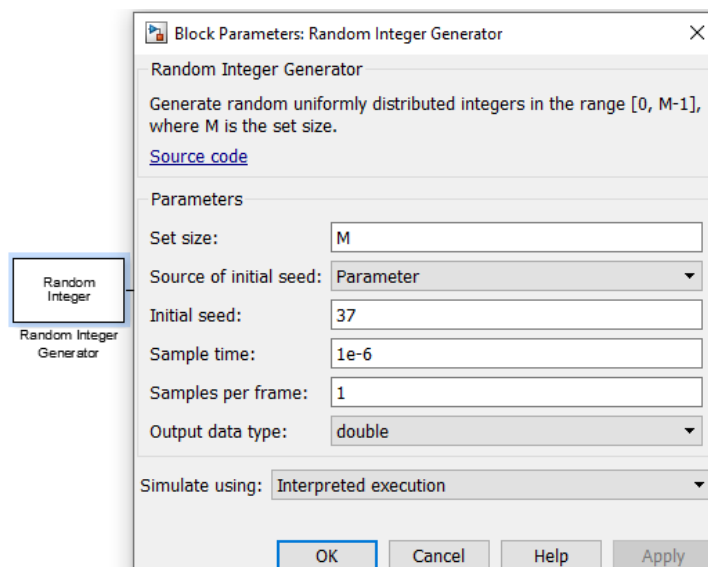 Block Parameters: Random Integer Generator
Random Integer Generator
Generate random uniformly distributed integers in the range [0, M-1],
where M is the set size.
Source code
Parameters
Set size: M
Source of initial seed: Parameter
Initial seed: 37
Sample time: 1e-6
Samples per frame: 1
Output data type: double
Simulate using: Interpreted execution
OK Cancel Help Apply
Random
Integer
Random Integer
Generator